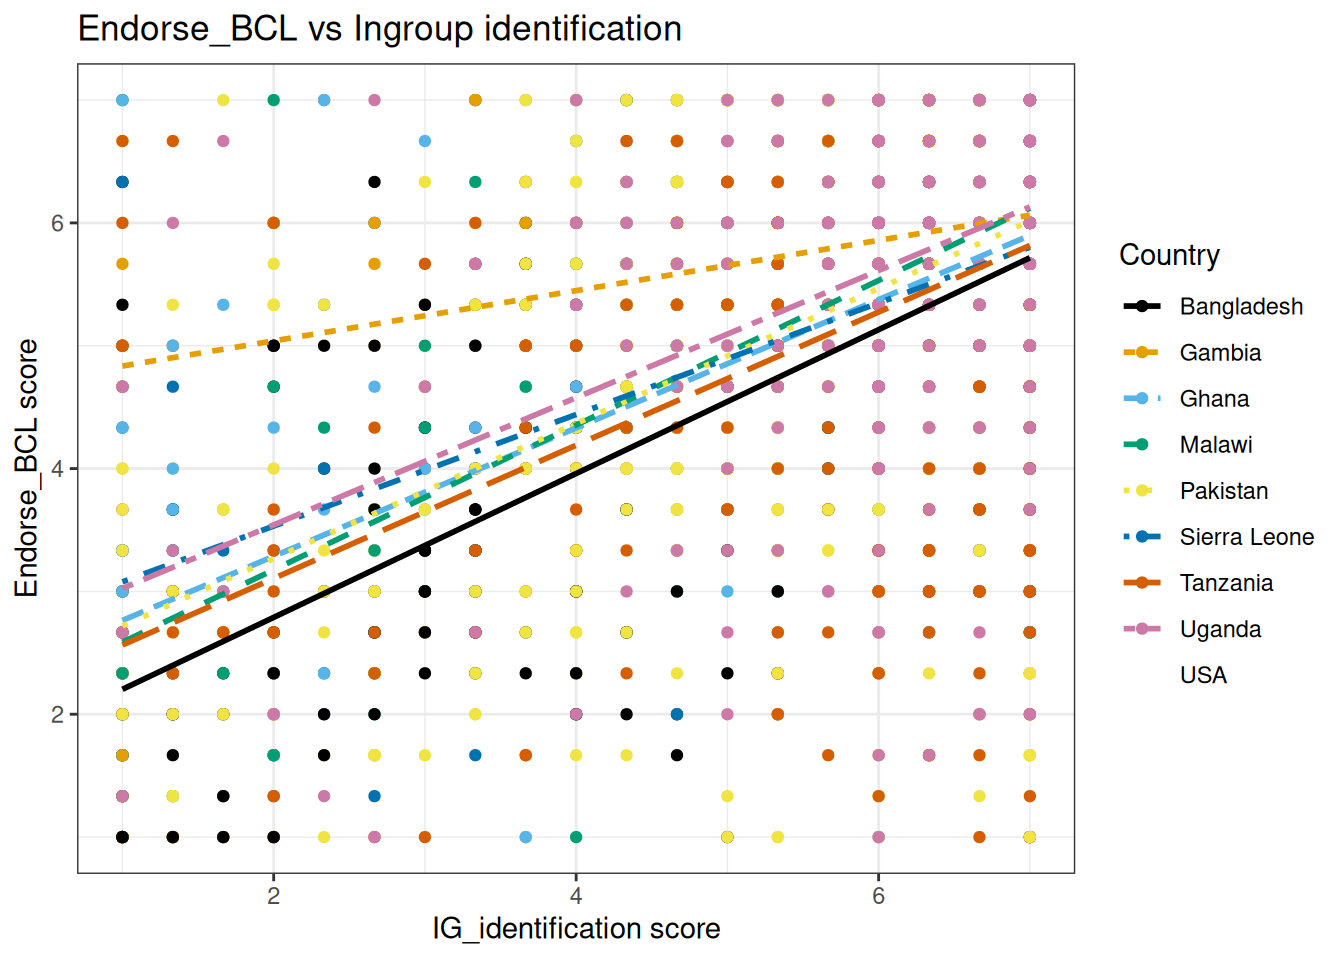 Endorse_BCL vs Ingroup identification
Endorse_BCL score
6
4
2
2
4
6
IG_identification score
Country
Bangladesh
Gambia
Ghana
Malawi
Pakistan
Sierra Leone
Tanzania
Uganda
USA